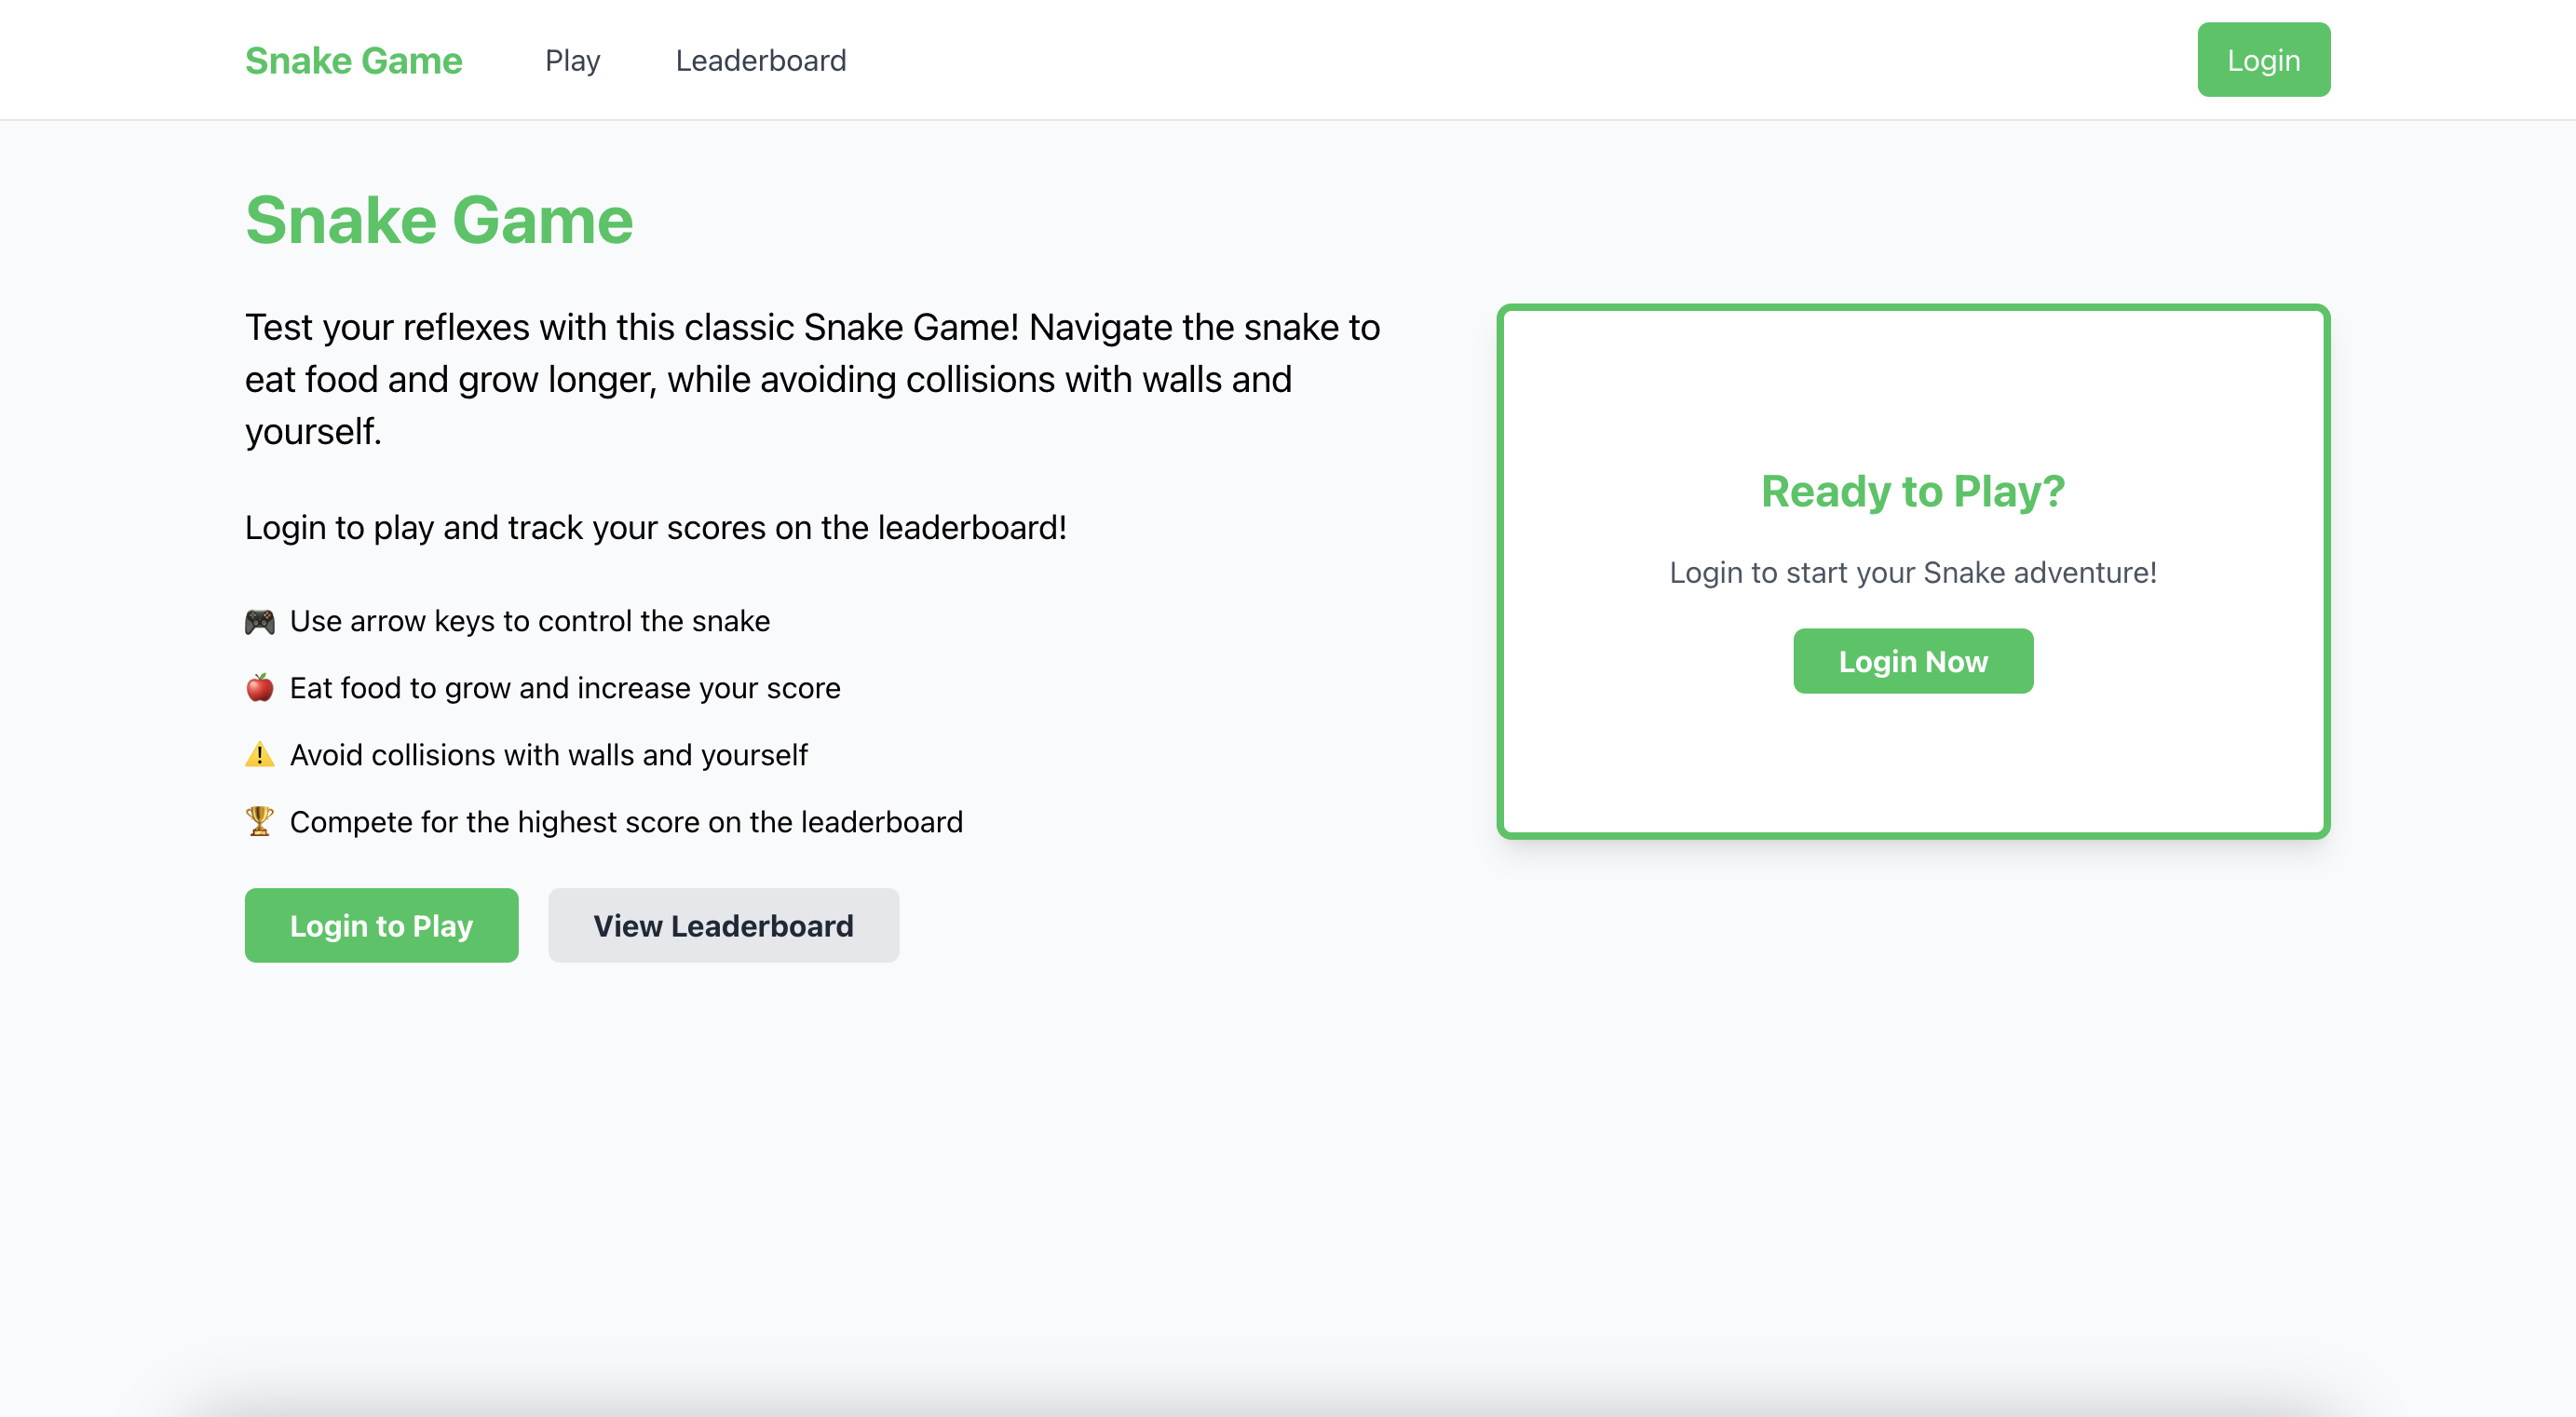 Snake Game
Play
Leaderboard
Login
Snake Game
Test your reflexes with this classic Snake Game! Navigate the snake to
eat food and grow longer, while avoiding collisions with walls and
yourself.
Login to play and track your scores on the leaderboard!
Use arrow keys to control the snake
Eat food to grow and increase your score
Avoid collisions with walls and yourself
Compete for the highest score on the leaderboard
Login to Play
View Leaderboard
Ready to Play?
Login to start your Snake adventure!
Login Now